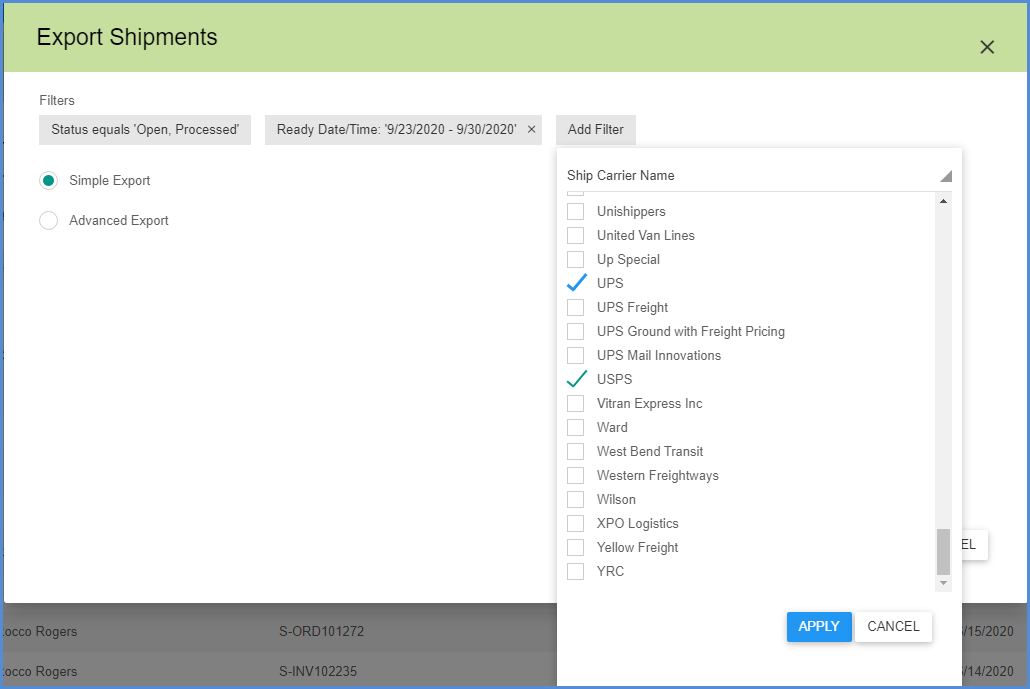 Export Shipments
Filters
Status equals 'Open, Processed'
Ready Date/Time: '9/23/2020 - 9/30/2020'
Add Filter
Simple Export
Advanced Export
Ship Carrier Name
Unishippers
United Van Lines
Up Special
UPS
UPS Freight
UPS Ground with Freight Pricing
UPS Mail Innovations
USPS
Vitran Express Inc
Ward
West Bend Transit
Western Freightways
Wilson
XPO Logistics
Yellow Freight
YRC
EL
APPLY
CANCEL
occo Rogers
S-ORD101272
/15/2020
occo Rogers
S-INV102235
/14/2020